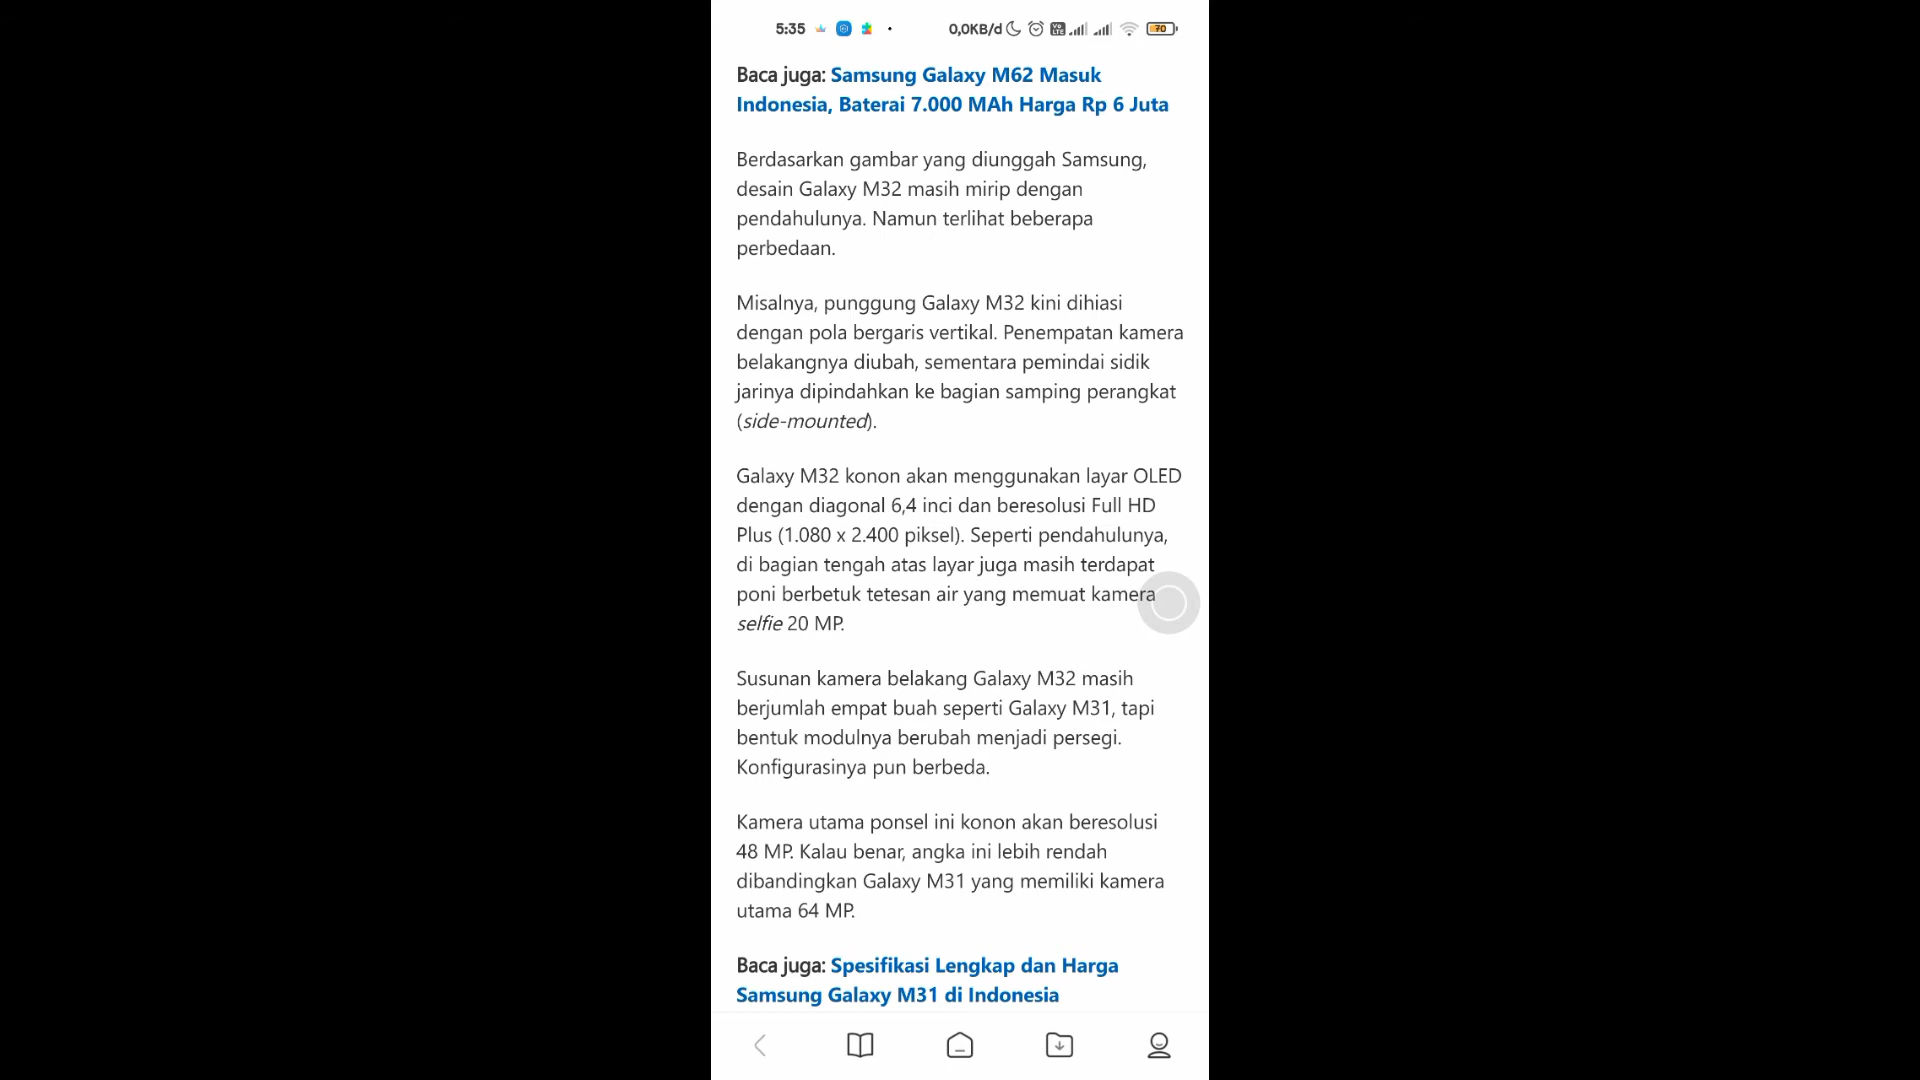 5:35
0,0KB/d
Vo
LTE
70
Baca juga: Samsung Galaxy M62 Masuk
Indonesia, Baterai 7.000 MAh Harga Rp 6 Juta
Berdasarkan gambar yang diunggah Samsung,
desain Galaxy M32 masih mirip dengan
pendahulunya. Namun terlihat beberapa
perbedaan.
Misalnya, punggung Galaxy M32 kini dihiasi
dengan pola bergaris vertikal. Penempatan kamera
belakangnya diubah, sementara pemindai sidik
jarinya dipindahkan ke bagian samping perangkat
(side-mounted).
Galaxy M32 konon akan menggunakan layar OLED
dengan diagonal 6,4 inci dan beresolusi Full HD
Plus (1.080 x 2.400 piksel). Seperti pendahulunya,
di bagian tengah atas layar juga masih terdapat
poni berbetuk tetesan air yang memuat kamera
selfie 20 MP.
Susunan kamera belakang Galaxy M32 masih
berjumlah empat buah seperti Galaxy M31, tapi
bentuk modulnya berubah menjadi persegi.
Konfigurasinya pun berbeda.
Kamera utama ponsel ini konon akan beresolusi
48 MP. Kalau benar, angka ini lebih rendah
dibandingkan Galaxy M31 yang memiliki kamera
utama 64 MP.
Baca juga: Spesifikasi Lengkap dan Harga
Samsung Galaxy M31 di Indonesia